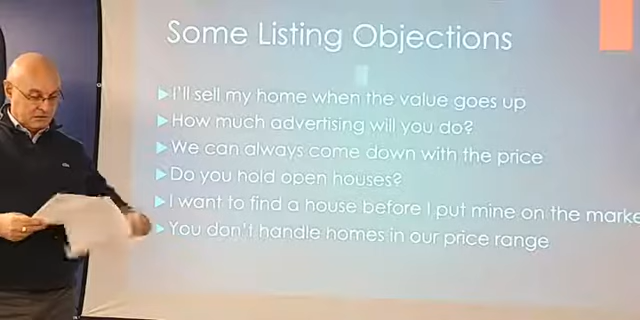 Some Listing Objections
I'll sell my home when the value goes up
How much advertising will you do?
We can always come down with the price
Do you hold open houses?
I want to find a house before I put mine on the marke
You don't handle homes in our price range